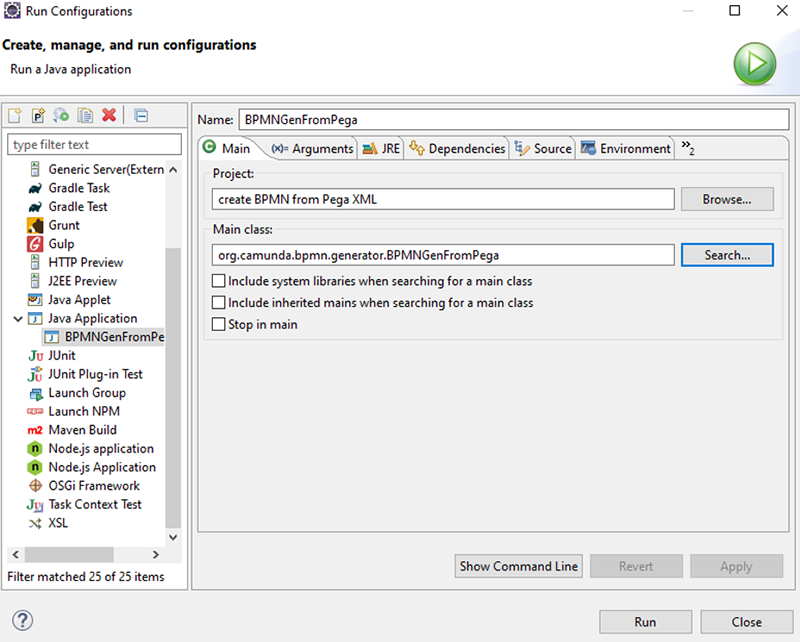 Run Configurations
Create, manage, and run configurations
Run a Java application
type filter text
Generic Server(Extern
Gradle Task
Gradle Test
Grunt
Gulp
HTTP Preview
J2EE Preview
Java Applet
Java Application
BPMNGenFromPe
JUnit
JUnit Plug-in Test
Launch Group
Launch NPM
m2 Maven Build
Node.js application
Node.js Application
OSGi Framework
Task Context Test
XSL
Filter matched 25 of 25 items
Name: BPMNGenFromPega
Main (x)= Arguments JRE Dependencies Source Environment »2
Project:
create BPMN from Pega XML Browse...
Main class:
org.camunda.bpmn.generator.BPMNGenFromPega Search...
Include system libraries when searching for a main class
Include inherited mains when searching for a main class
Stop in main
Show Command Line Revert Apply
? Run Close